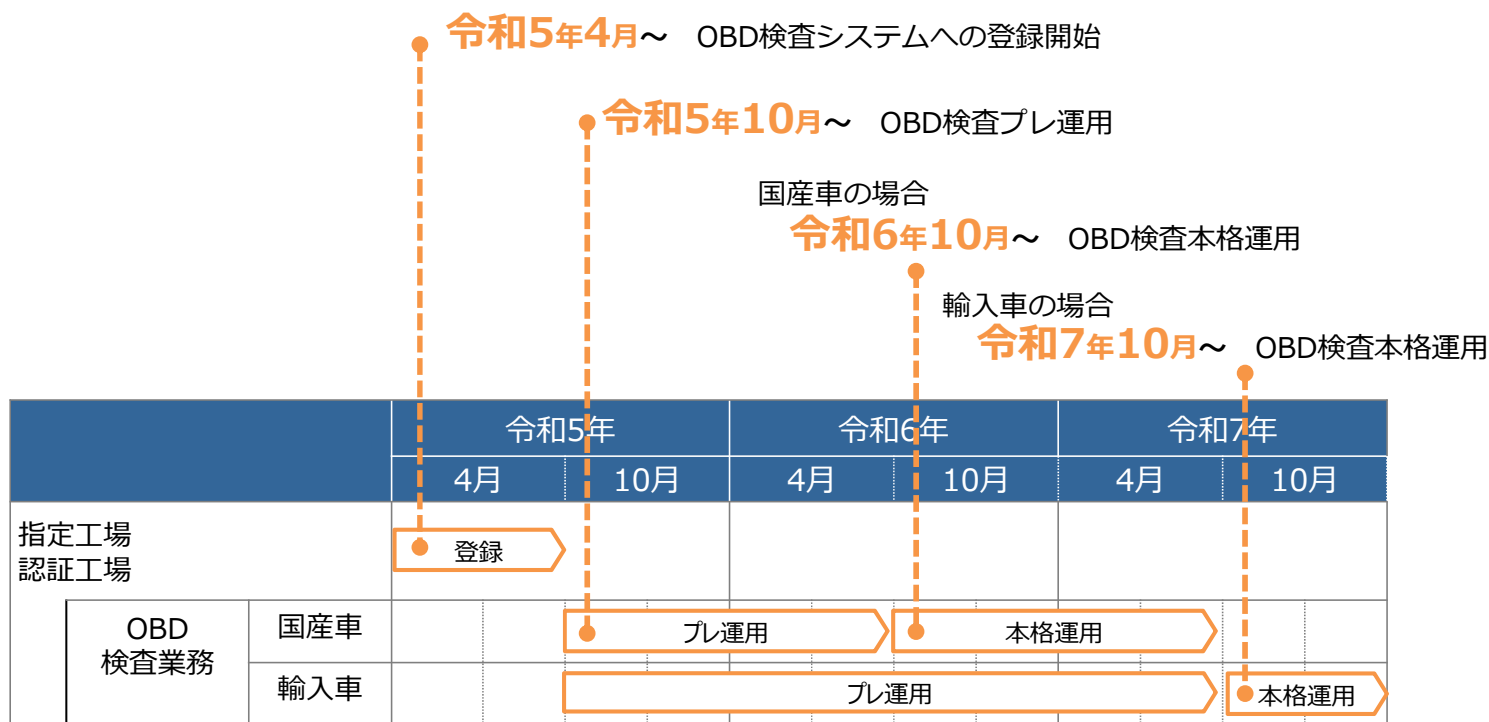 令和5年4月～ OBD検査システムへの登録開始
令和5年10月～ OBD検査プレ運用
国産車の場合
令和6年10月～ OBD検査本格運用
輸入車の場合
令和7年10月～ OBD検査本格運用
令和5年 令和6年 令和7年
4月 10月 4月 10月 4月 10月
指定工場
認証工場
登録
OBD
検査業務
国産車
プレ運用 本格運用
輸入車
プレ運用 本格運用